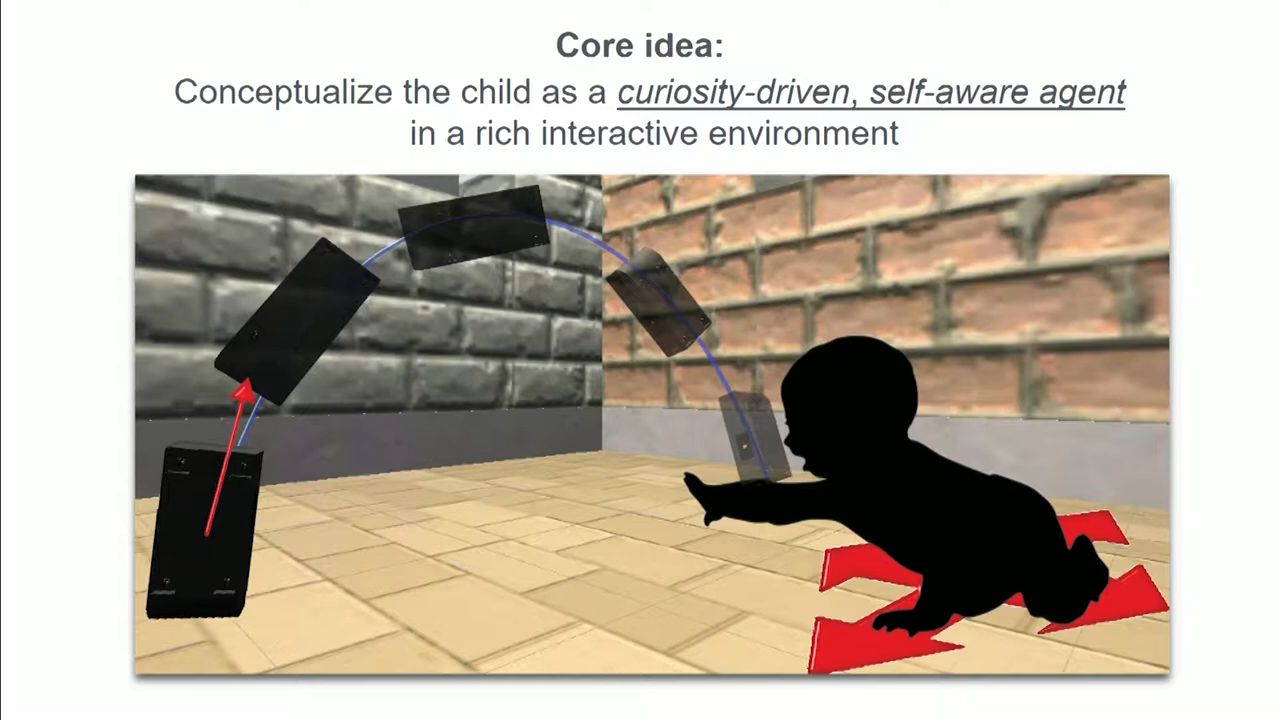 Core idea:
Conceptualize the child as a curiosity-driven, self-aware agent
in a rich interactive environment